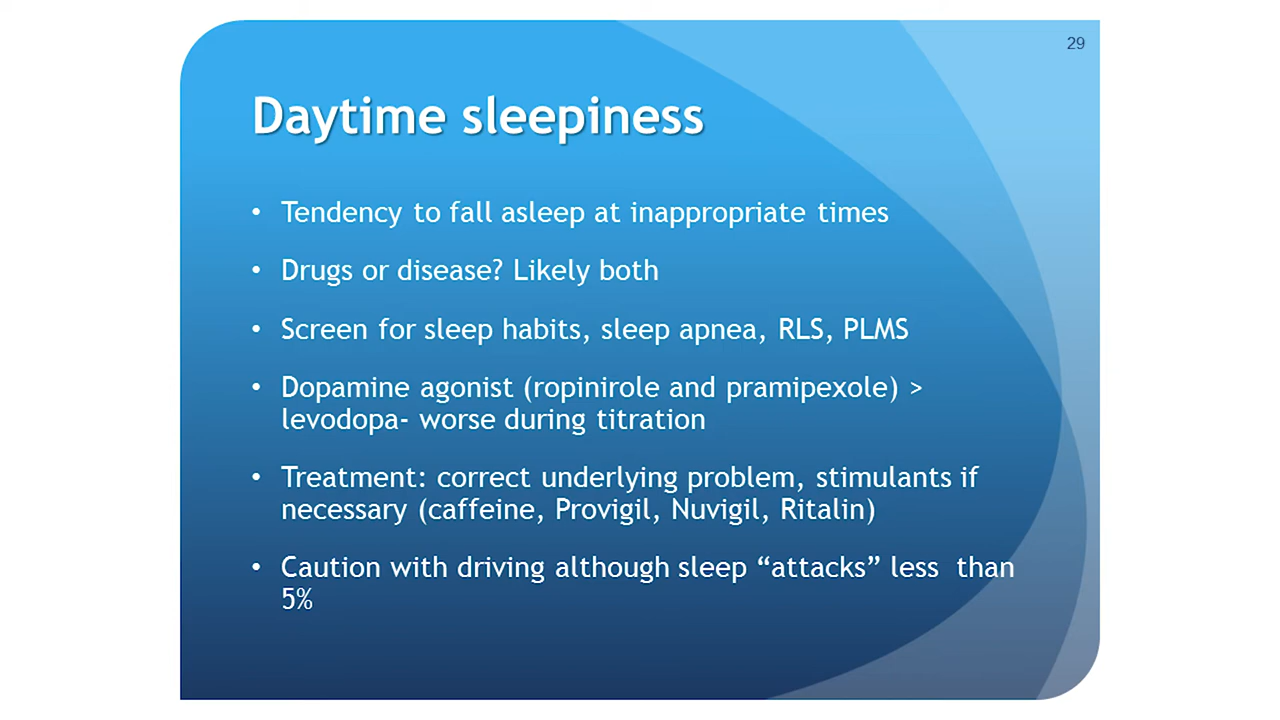 29
Daytime sleepiness
• Tendency to fall asleep at inappropriate times
• Drugs or disease? Likely both
• Screen for sleep habits, sleep apnea, RLS, PLMS
• Dopamine agonist (ropinirole and pramipexole) >
levodopa- worse during titration
• Treatment: correct underlying problem, stimulants if
necessary (caffeine, Provigil, Nuvigil, Ritalin)
• Caution with driving although sleep “attacks” less  than
5%